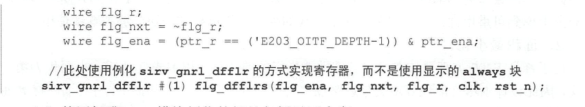 wire flg_r;
wire flg_nxt = ~flg_r;
wire flg_ena = (ptr_r == ('E203_OITF_DEPTH-1)) & ptr_ena;
//此处使用例化 sirv_gnrl_dfflr 的方式实现寄存器，而不是使用显示的 always 块
sirv_gnrl_dfflr #(1) flg_dfflrs(flg_ena, flg_nxt, flg_r, clk, rst_n);